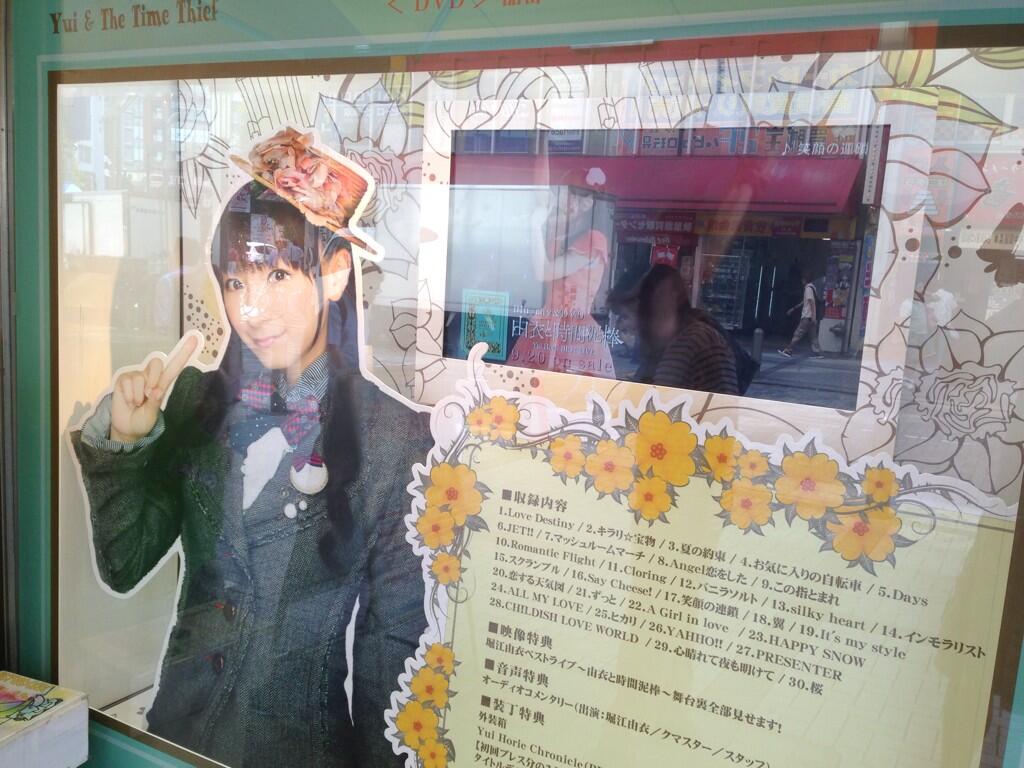 Yui & The Time Thief
<DVD>
♪笑顔の連鎖
由衣と時間泥棒
9.20 on sale
■収録内容
1.Love Destiny / 2.キラリ☆宝物 / 3.夏の約束 / 4.お気に入りの自転車 / 5.Days
6.JET!! / 7.マッシュルームマーチ / 8.Angel恋をした / 9.この指とまれ
10.Romantic Flight / 11.Cloring / 12.バニラソルト / 13.silky heart / 14.インモラリスト
15.スクランブル / 16.Say Cheese! / 17.笑顔の連鎖 / 18.翼 / 19.It's my style
20.恋する天気図 / 21.ずっと / 22.A Girl in love / 23.HAPPY SNOW
24.ALL MY LOVE / 25.ヒカリ / 26.YAHHO!! / 27.PRESENTER
28.CHILDISH LOVE WORLD / 29.心晴れて夜も明けて / 30.桜
■映像特典
堀江由衣ベストライブ～由衣と時間泥棒～舞台裏全部見せます!
■音声特典
オーディオコメンタリー(出演:堀江由衣/クマスター/スタッフ)
■装丁特典
外装箱
Yui Horie Chronicle
【初回プレス分のみ